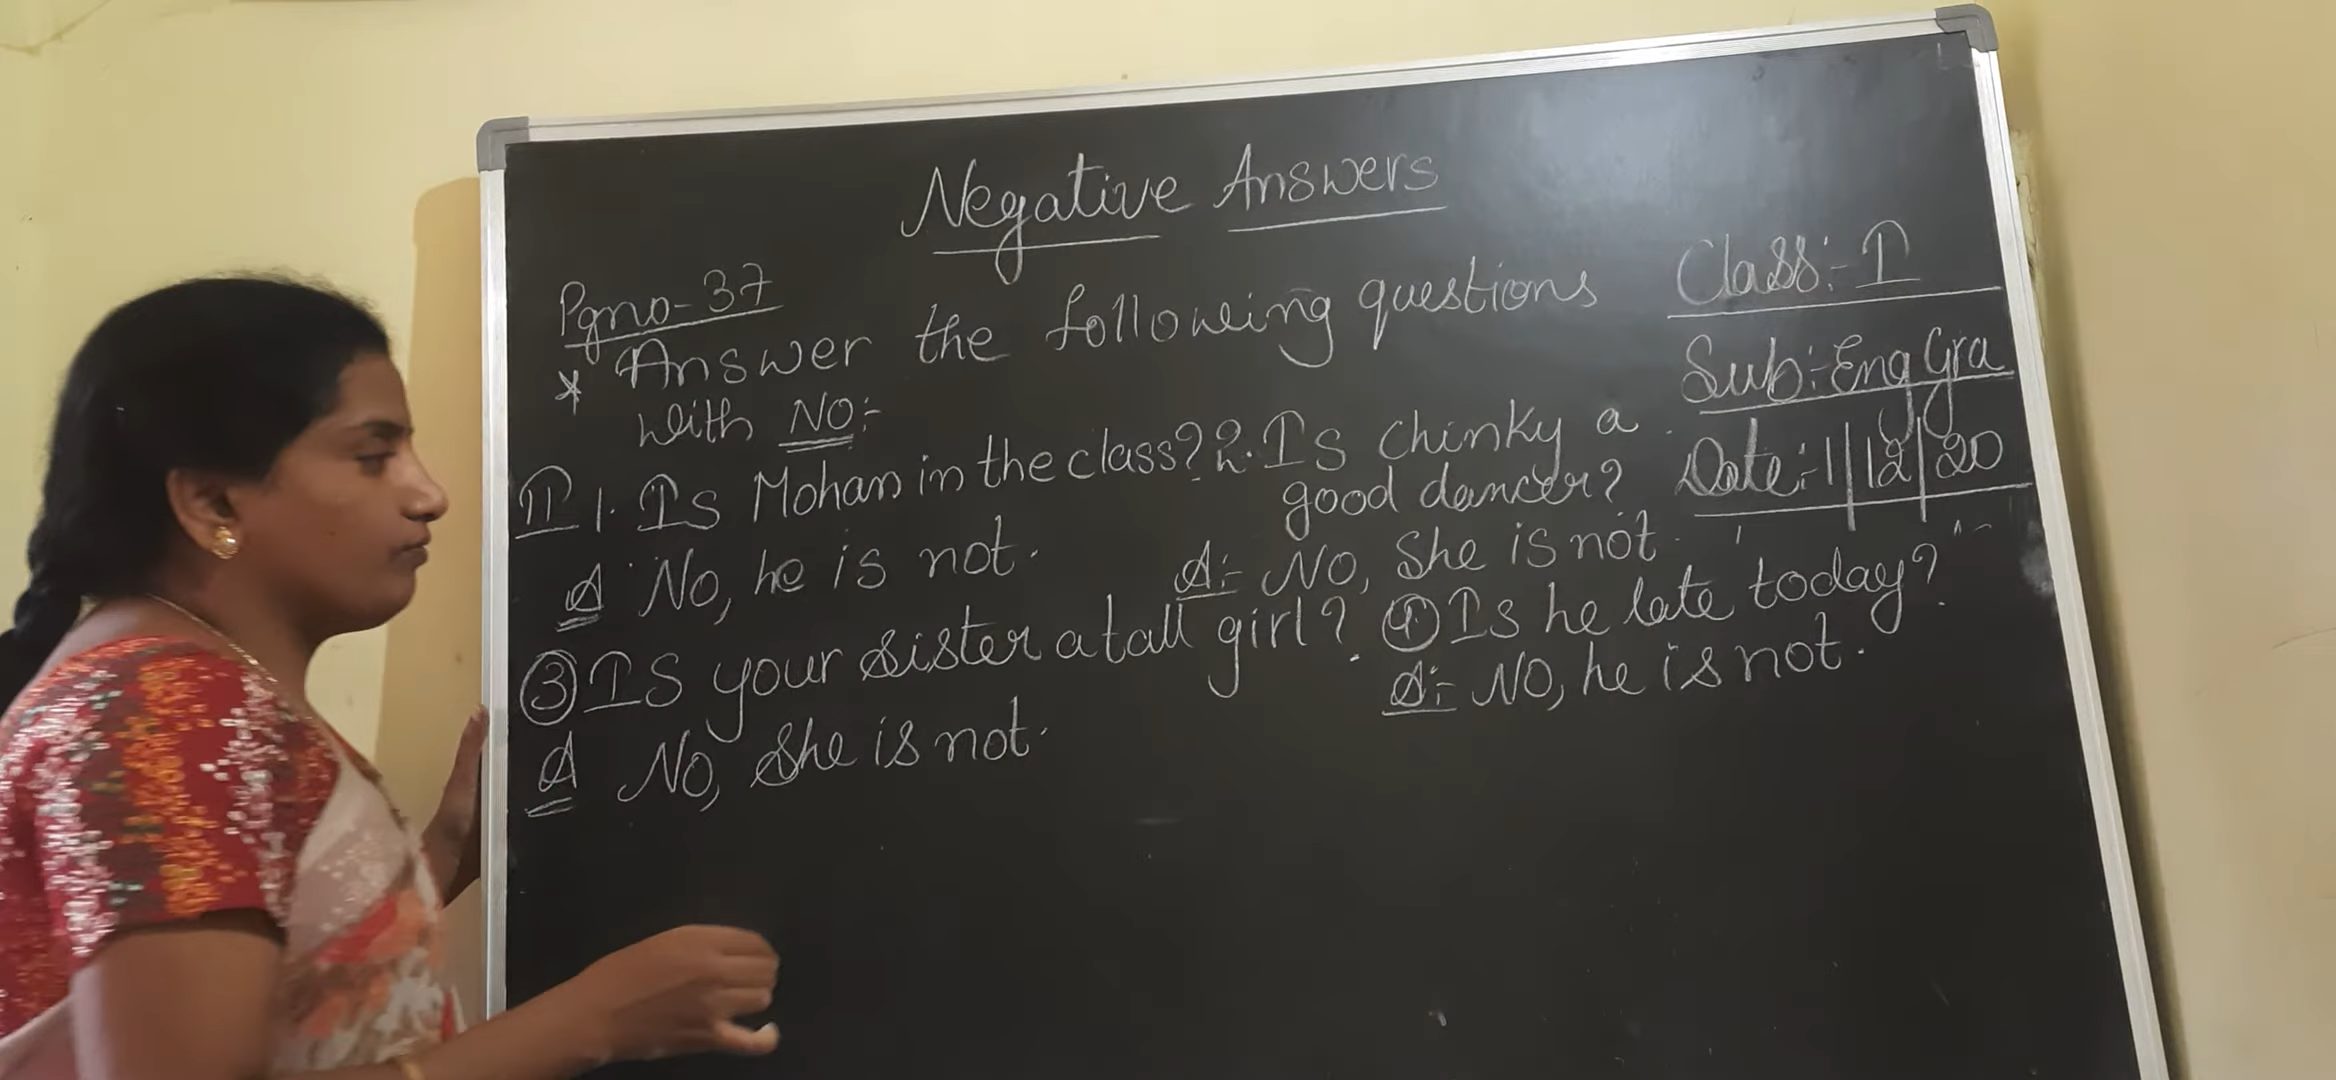 Negative Answers
Pgno-37
Class:- I
* Answer the following questions
with NO:-
Sub:-Eng Gra
Date:-1/12/20
II 1. Is Mohan in the class?
A No, he is not.
2. Is Chinky a
good dancer?
A:- No, She is not.
③ Is your sister a tall girl?
A No, She is not.
④ Is he late today?
A:- No, he is not.